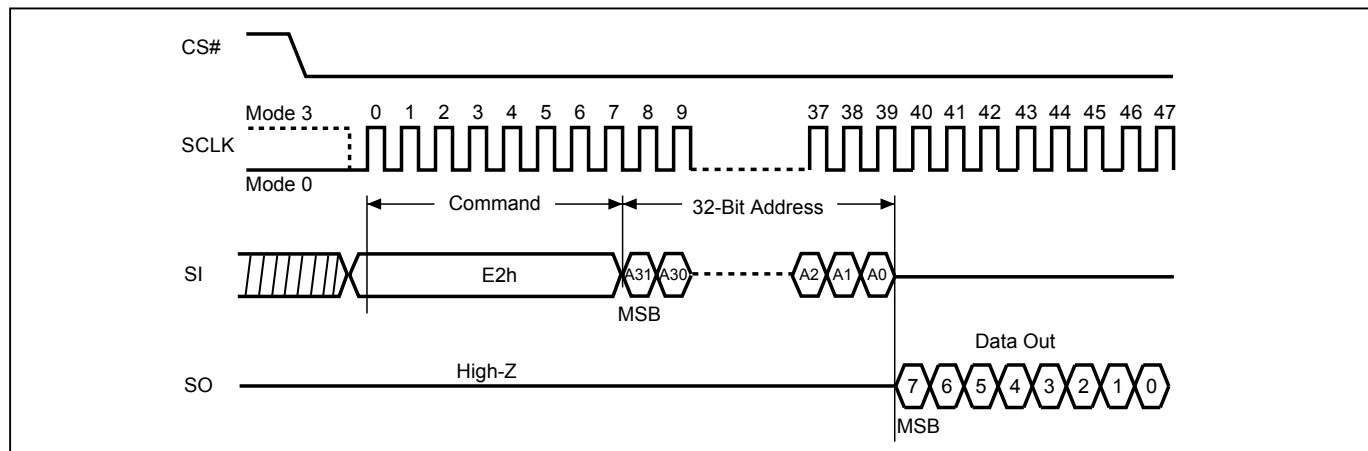 CS#
Mode 3 0 1 2 3 4 5 6 7 8 9 37 38 39 40 41 42 43 44 45 46 47
SCLK
Mode 0
Command 32-Bit Address
SI E2h A31 A30 A2 A1 A0
MSB
Data Out
High-Z
SO 7 6 5 4 3 2 1 0
MSB